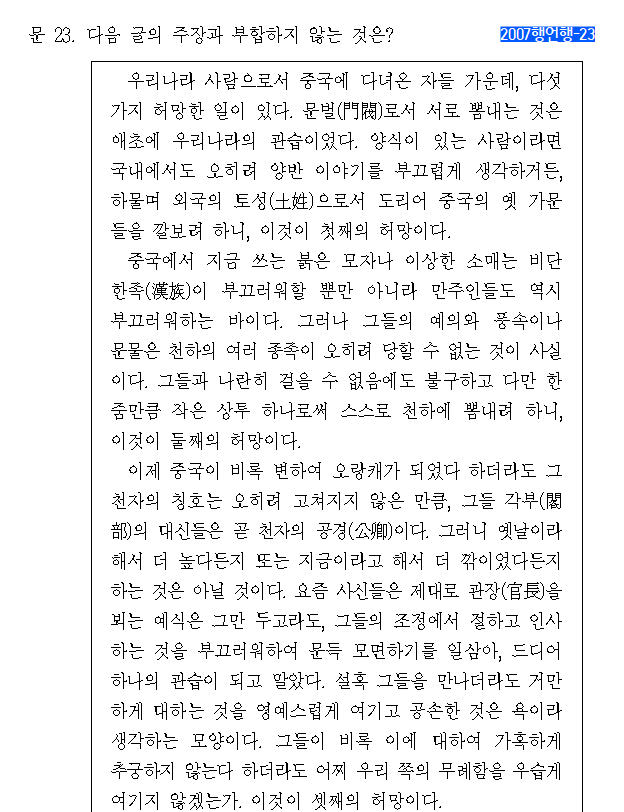 문 23. 다음 글의 주장과 부합하지 않는 것은? 2007행언행-23
우리나라 사람으로서 중국에 다녀온 자들 가운데, 다섯
가지 허망한 일이 있다. 문벌(門閥)로서 서로 뽐내는 것은
애초에 우리나라의 관습이었다. 양식이 있는 사람이라면
국내에서도 오히려 양반 이야기를 부끄럽게 생각하거든,
하물며 외국의 토성(土姓)으로서 도리어 중국의 옛 가문
들을 깔보려 하니, 이것이 첫째의 허망이다.
중국에서 지금 쓰는 붉은 모자나 이상한 소매는 비단
한족(漢族)이 부끄러워할 뿐만 아니라 만주인들도 역시
부끄러워하는 바이다. 그러나 그들의 예의와 풍속이나
문물은 천하의 여러 종족이 오히려 당할 수 없는 것이 사실
이다. 그들과 나란히 걸을 수 없음에도 불구하고 다만 한
줌만큼 작은 상투 하나로써 스스로 천하에 뽐내려 하니,
이것이 둘째의 허망이다.
이제 중국이 비록 변하여 오랑캐가 되었다 하더라도 그
천자의 칭호는 오히려 고쳐지지 않은 만큼, 그들 각부(閣
部)의 대신들은 곧 천자의 공경(公卿)이다. 그러니 옛날이라
해서 더 높다든지 또는 지금이라고 해서 더 깎이었다든지
하는 것은 아닐 것이다. 요즘 사신들은 제대로 관장(官長)을
뵈는 예식은 그만 두고라도, 그들의 조정에서 절하고 인사
하는 것을 부끄러워하여 문득 모면하기를 일삼아, 드디어
하나의 관습이 되고 말았다. 설혹 그들을 만나더라도 거만
하게 대하는 것을 영예스럽게 여기고 공손한 것은 욕이라
생각하는 모양이다. 그들이 비록 이에 대하여 가혹하게
추궁하지 않는다 하더라도 어찌 우리 쪽의 무례함을 우습게
여기지 않겠는가. 이것이 셋째의 허망이다.